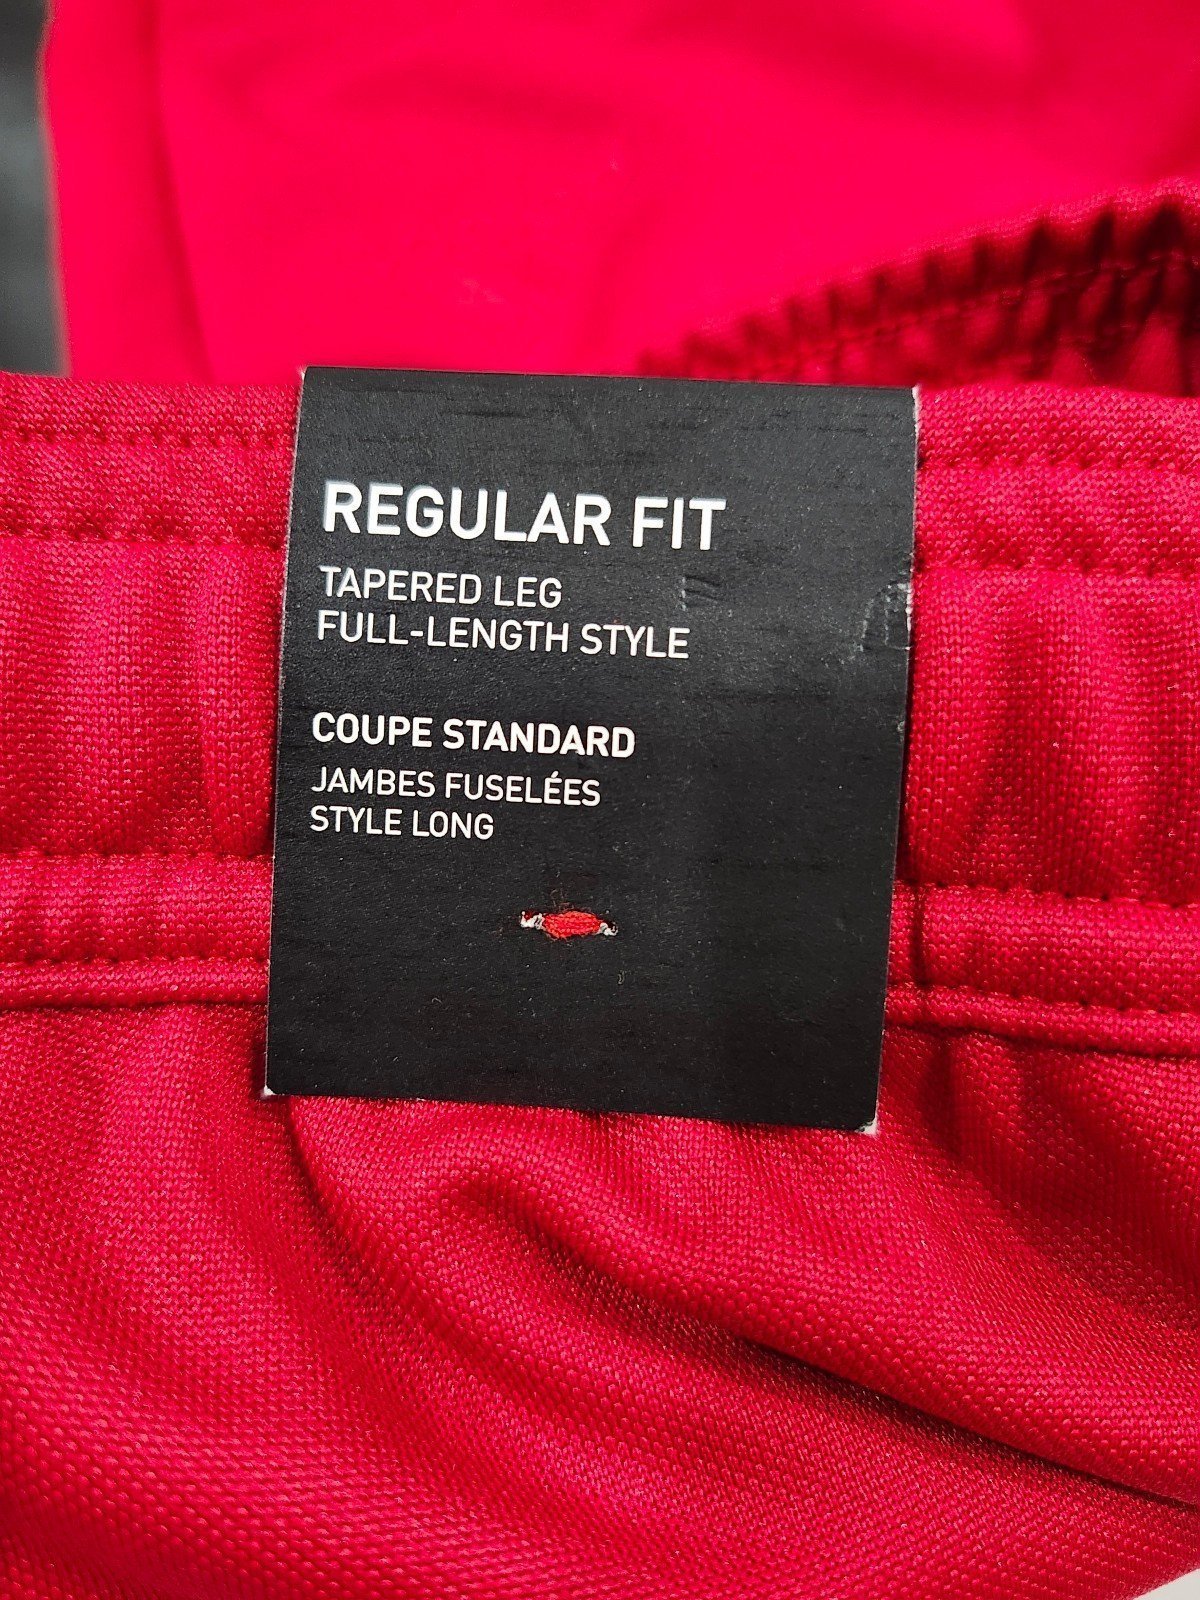 REGULAR FIT
TAPERED LEG
FULL-LENGTH STYLE
COUPE STANDARD
JAMBES FUSELÉES
STYLE LONG